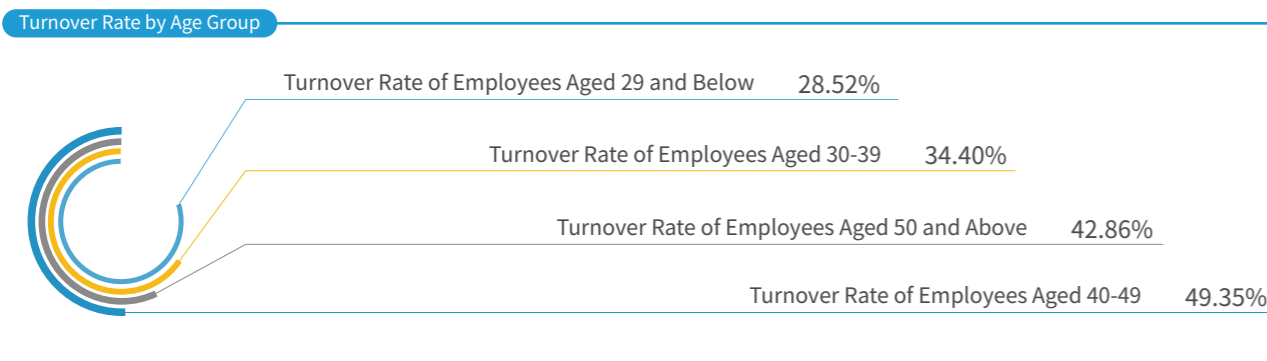 Turnover Rate by Age Group
Turnover Rate of Employees Aged 29 and Below 28.52%
Turnover Rate of Employees Aged 30-39 34.40%
Turnover Rate of Employees Aged 50 and Above 42.86%
Turnover Rate of Employees Aged 40-49 49.35%